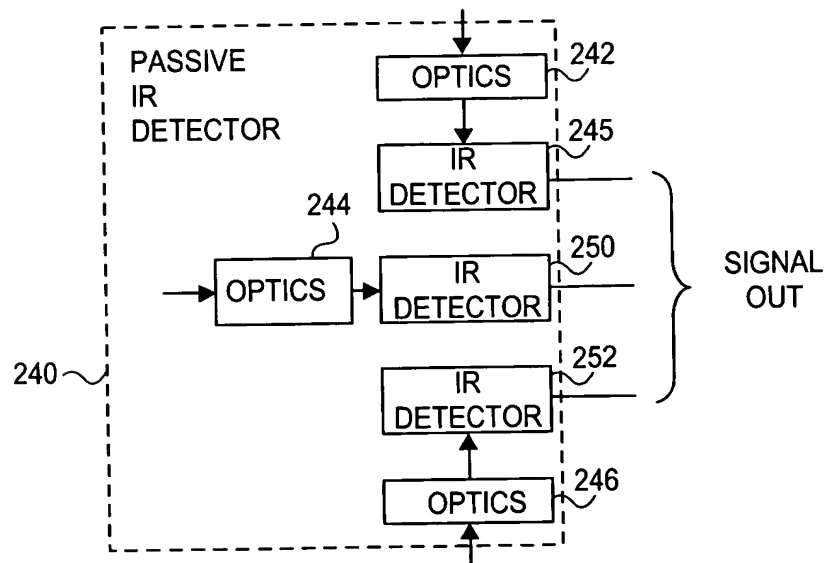 PASSIVE
IR
DETECTOR
OPTICS
242
IR
DETECTOR
245
244
OPTICS
IR
DETECTOR
250
SIGNAL
OUT
240
IR
DETECTOR
252
OPTICS
246